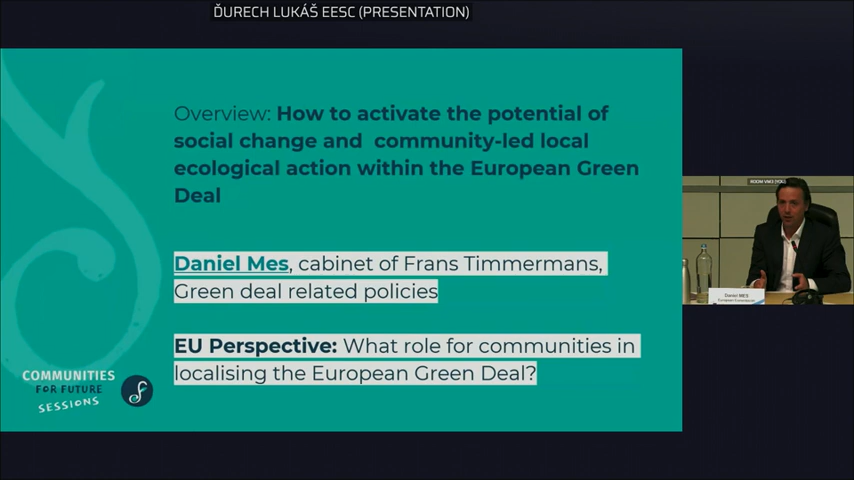 ĎURECH LUKÁŠ EESC (PRESENTATION)
Overview: How to activate the potential of
social change and community-led local
ecological action within the European Green
Deal
Daniel Mes, cabinet of Frans Timmermans,
Green deal related policies
EU Perspective: What role for communities in
localising the European Green Deal?
COMMUNITIES
FOR FUTURE
SESSIONS
Daniel MES
European Commission